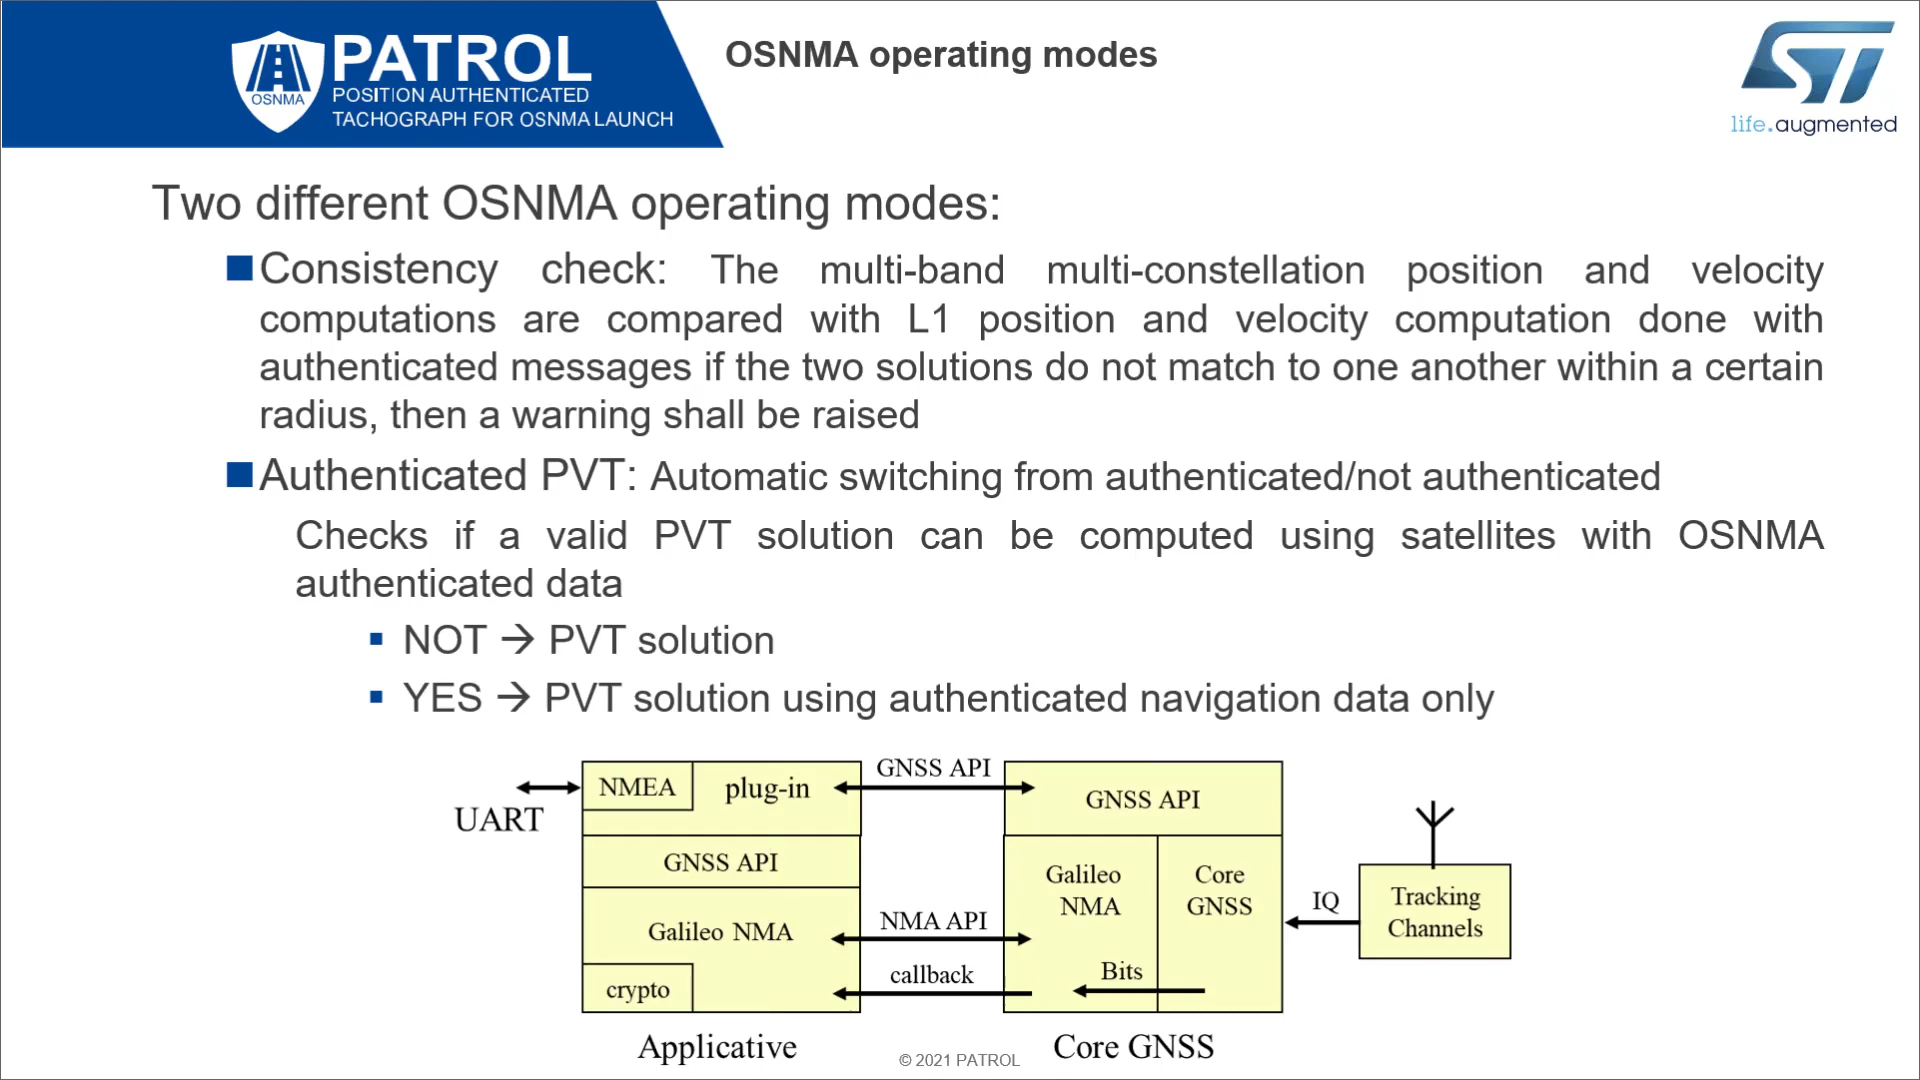 OSNMA
PATROL
POSITION AUTHENTICATED
TACHOGRAPH FOR OSNMA LAUNCH
OSNMA operating modes
ST
life.augmented
Two different OSNMA operating modes:
Consistency check: The multi-band multi-constellation position and velocity
computations are compared with L1 position and velocity computation done with
authenticated messages if the two solutions do not match to one another within a certain
radius, then a warning shall be raised
Authenticated PVT: Automatic switching from authenticated/not authenticated
Checks if a valid PVT solution can be computed using satellites with OSNMA
authenticated data
NOT → PVT solution
YES → PVT solution using authenticated navigation data only
UART
NMEA
plug-in
GNSS API
GNSS API
GNSS API
Galileo NMA
crypto
NMA API
callback
Galileo
NMA
Core
GNSS
Bits
IQ
Tracking
Channels
Applicative
Core GNSS
© 2021 PATROL